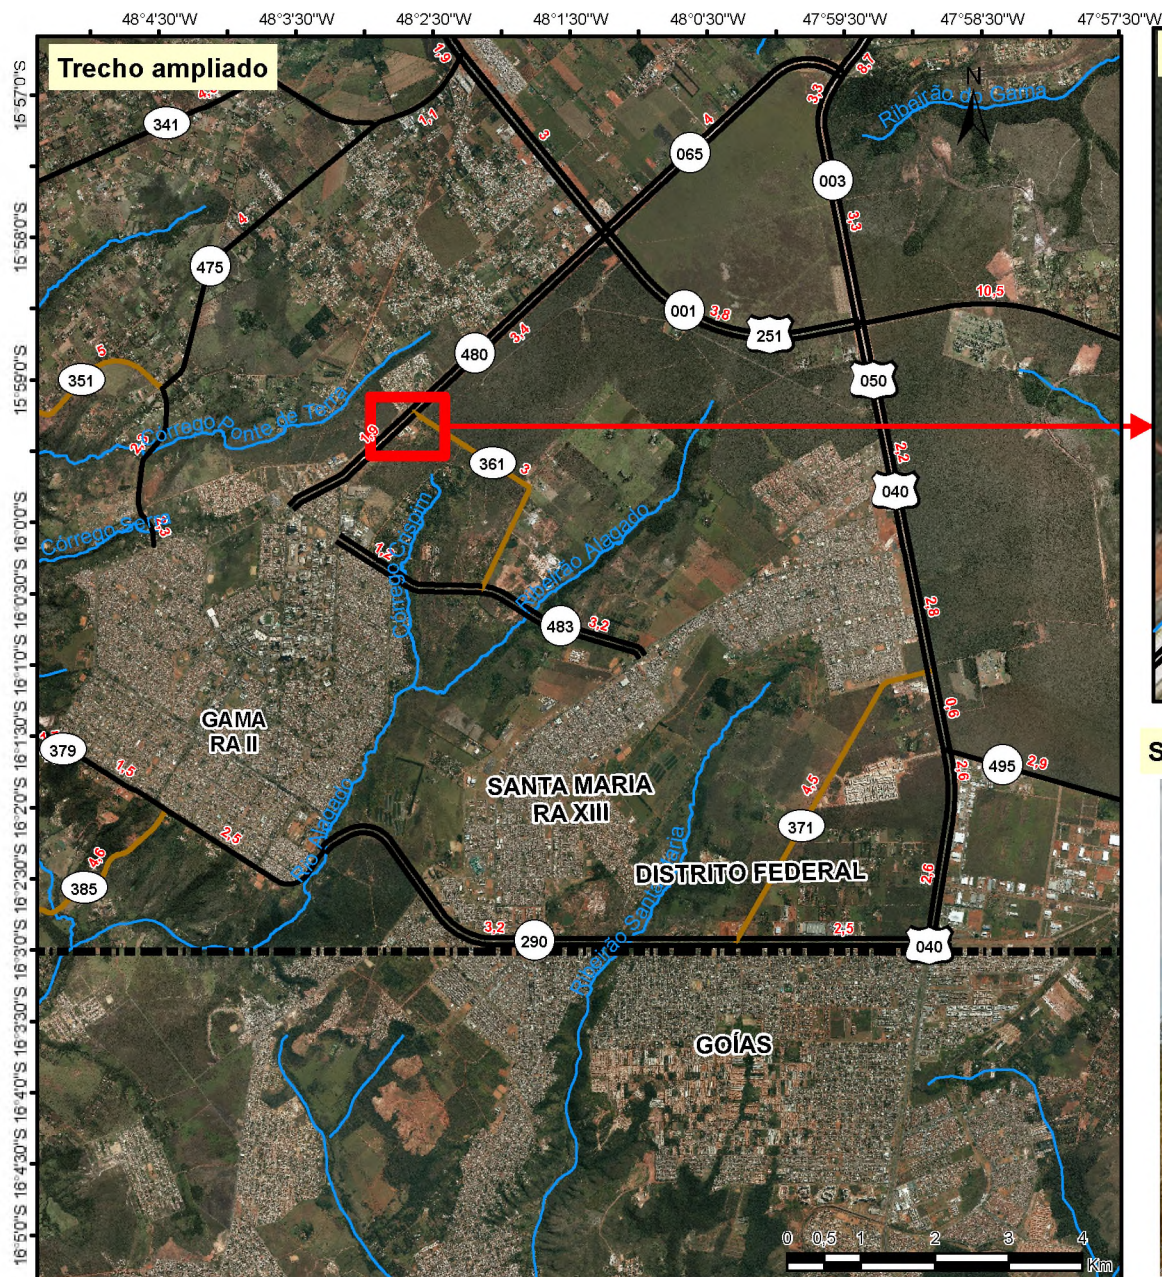 48°4'30"W
48°3'30"W
48°2'30"W
48°1'30"W
48°0'30"W
47°59'30"W
47°58'30"W
47°57'30"W
Trecho ampliado
15°57'0"S
15°58'0"S
15°59'0"S
16°0'0"S
16°0'30"S
16°1'0"S
16°1'30"S
16°2'0"S
16°2'30"S
16°3'0"S
16°3'30"S
16°4'0"S
16°4'30"S
16°5'0"S
1,9
8,7
3,3
N
Ribeirão do Gama
341
1,1
3
4
065
003
3,3
4
475
10,5
001
3,8
251
3,4
480
5
351
050
Córrego Ponte de Terra
1,9
361
3
2,2
040
Córrego Serra
2,3
Córrego Crispim
Ribeirão Alagado
1,2
483
3,2
2,8
0,6
GAMA
RA II
379
1,5
495
2,9
2,6
SANTA MARIA
RA XIII
4,5
371
2,5
Rio Alagado
4,6
385
DISTRITO FEDERAL
2,6
Ribeirão Santa Maria
3,2
290
2,5
040
GOÍAS
0
0,5
1
2
3
4
Km
S